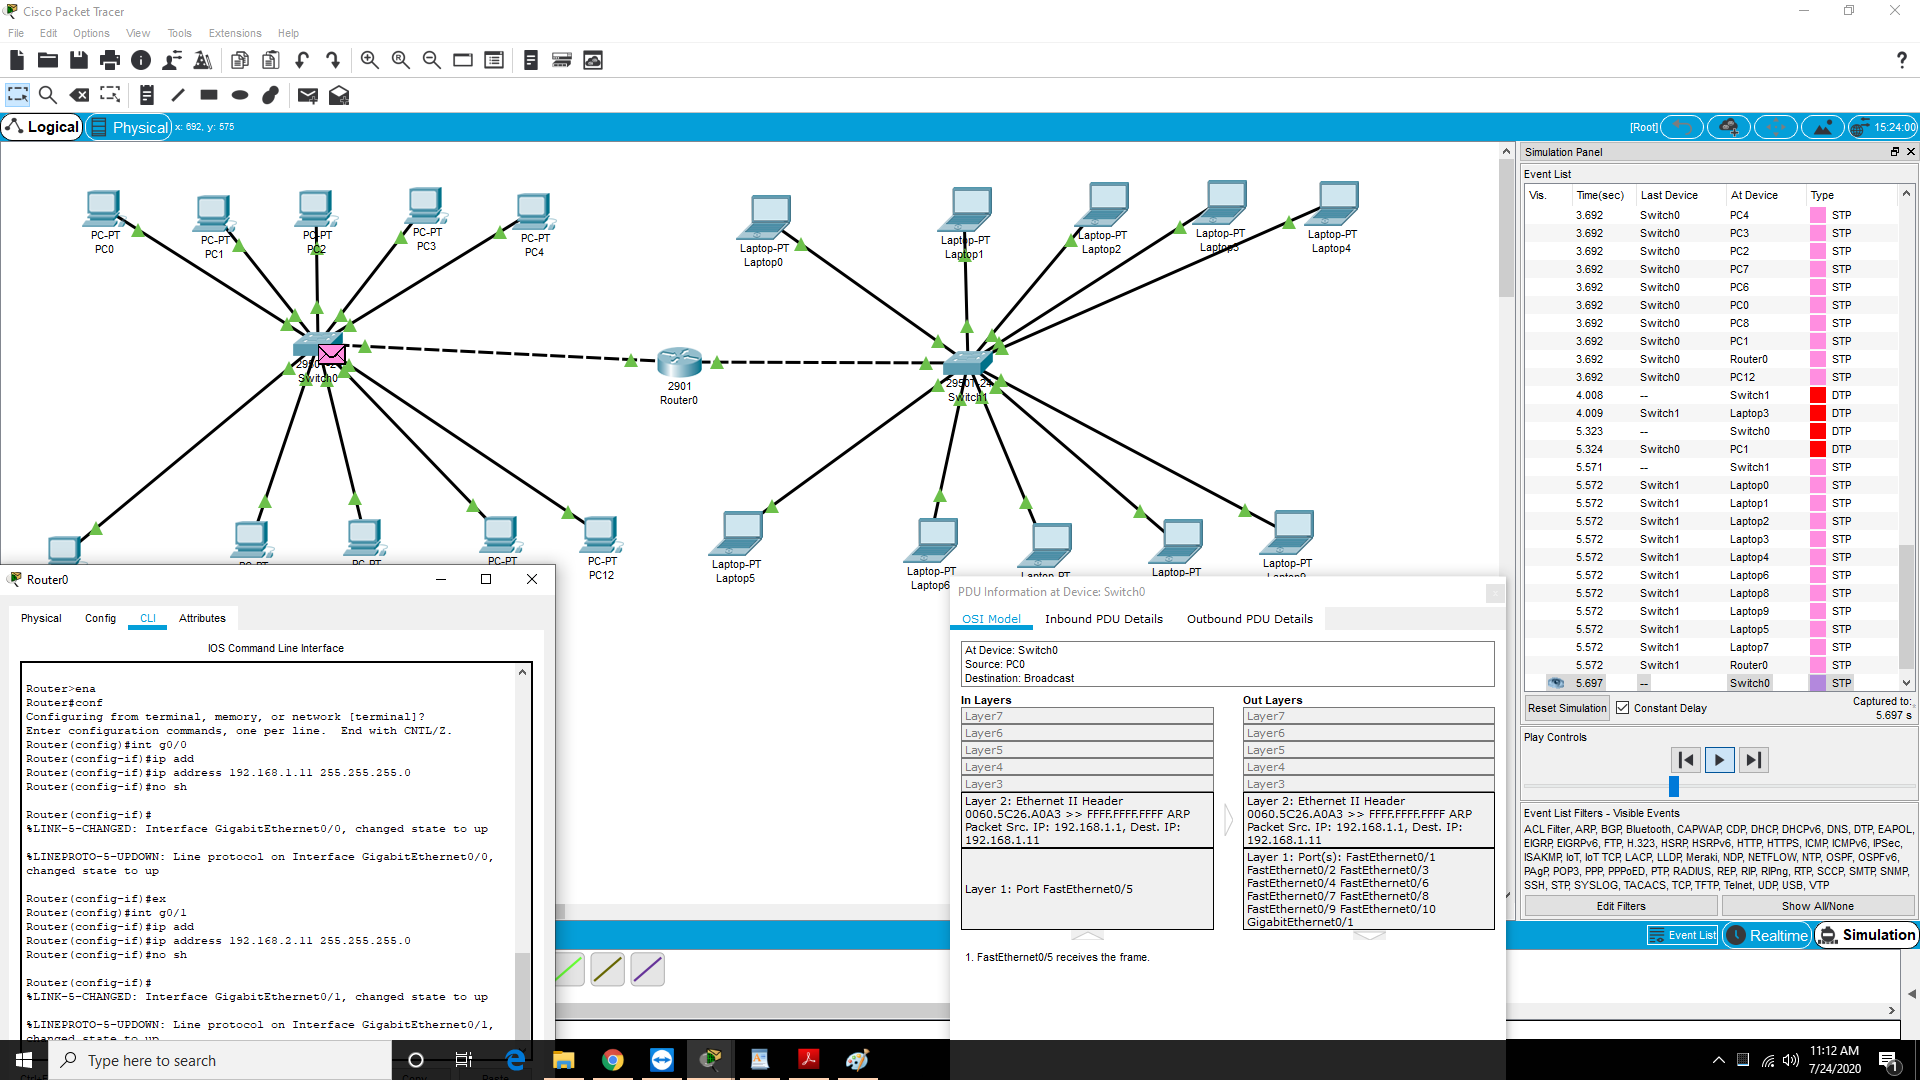 Cisco Packet Tracer
File Edit Options View Tools Extensions Help
Logical Physical x: 692, y: 575
[Root] 15:24:00
PC-PT PC0
PC-PT PC1
PC-PT PC2
PC-PT PC3
PC-PT PC4
Laptop-PT Laptop0
Laptop-PT Laptop1
Laptop-PT Laptop2
Laptop-PT Laptop3
Laptop-PT Laptop4
Switch0
2901 Router0
2950T-24 Switch1
PC-PT
PC-PT
PC-PT
PC-PT PC12
Laptop-PT Laptop5
Laptop-PT Laptop6
Laptop-PT
Laptop-PT
Laptop-PT Laptop9
Simulation Panel
Event List
Vis. Time(sec) Last Device At Device Type
3.692 Switch0 PC4 STP
3.692 Switch0 PC3 STP
3.692 Switch0 PC2 STP
3.692 Switch0 PC7 STP
3.692 Switch0 PC6 STP
3.692 Switch0 PC0 STP
3.692 Switch0 PC8 STP
3.692 Switch0 PC1 STP
3.692 Switch0 Router0 STP
3.692 Switch0 PC12 STP
4.008 -- Switch1 DTP
4.009 Switch1 Laptop3 DTP
5.323 -- Switch0 DTP
5.324 Switch0 PC1 DTP
5.571 -- Switch1 STP
5.572 Switch1 Laptop0 STP
5.572 Switch1 Laptop1 STP
5.572 Switch1 Laptop2 STP
5.572 Switch1 Laptop3 STP
5.572 Switch1 Laptop4 STP
5.572 Switch1 Laptop6 STP
5.572 Switch1 Laptop8 STP
5.572 Switch1 Laptop9 STP
5.572 Switch1 Laptop5 STP
5.572 Switch1 Laptop7 STP
5.572 Switch1 Router0 STP
5.697 -- Switch0 STP
Reset Simulation Constant Delay Captured to:
5.697 s
Play Controls
Event List Filters - Visible Events
ACL Filter, ARP, BGP, Bluetooth, CAPWAP, CDP, DHCP, DHCPv6, DNS, DTP, EAPOL,
EIGRP, EIGRPv6, FTP, H.323, HSRP, HSRPv6, HTTP, HTTPS, ICMP, ICMPv6, IPSec,
ISAKMP, IoT, IoT TCP, LACP, LLDP, Meraki, NDP, NETFLOW, NTP, OSPF, OSPFv6,
PAgP, POP3, PPP, PPPoED, PTP, RADIUS, REP, RIP, RIPng, RTP, SCCP, SMTP, SNMP,
SSH, STP, SYSLOG, TACACS, TCP, TFTP, Telnet, UDP, USB, VTP
Edit Filters Show All/None
Event List Realtime Simulation
Router0
Physical Config CLI Attributes
IOS Command Line Interface
Router>ena
Router#conf
Configuring from terminal, memory, or network [terminal]?
Enter configuration commands, one per line. End with CNTL/Z.
Router(config)#int g0/0
Router(config-if)#ip add
Router(config-if)#ip address 192.168.1.11 255.255.255.0
Router(config-if)#no sh
Router(config-if)#
%LINK-5-CHANGED: Interface GigabitEthernet0/0, changed state to up
%LINEPROTO-5-UPDOWN: Line protocol on Interface GigabitEthernet0/0,
changed state to up
Router(config-if)#ex
Router(config)#int g0/1
Router(config-if)#ip add
Router(config-if)#ip address 192.168.2.11 255.255.255.0
Router(config-if)#no sh
Router(config-if)#
%LINK-5-CHANGED: Interface GigabitEthernet0/1, changed state to up
%LINEPROTO-5-UPDOWN: Line protocol on Interface GigabitEthernet0/1,
changed state to up
PDU Information at Device: Switch0
OSI Model Inbound PDU Details Outbound PDU Details
At Device: Switch0
Source: PC0
Destination: Broadcast
In Layers
Layer7
Layer6
Layer5
Layer4
Layer3
Layer 2: Ethernet II Header
0060.5C26.A0A3 >> FFFF.FFFF.FFFF ARP
Packet Src. IP: 192.168.1.1, Dest. IP:
192.168.1.11
Layer 1: Port FastEthernet0/5
Out Layers
Layer7
Layer6
Layer5
Layer4
Layer3
Layer 2: Ethernet II Header
0060.5C26.A0A3 >> FFFF.FFFF.FFFF ARP
Packet Src. IP: 192.168.1.1, Dest. IP:
192.168.1.11
Layer 1: Port(s): FastEthernet0/1
FastEthernet0/2 FastEthernet0/3
FastEthernet0/4 FastEthernet0/6
FastEthernet0/7 FastEthernet0/8
FastEthernet0/9 FastEthernet0/10
GigabitEthernet0/1
1. FastEthernet0/5 receives the frame.
Type here to search
11:12 AM
7/24/2020
1